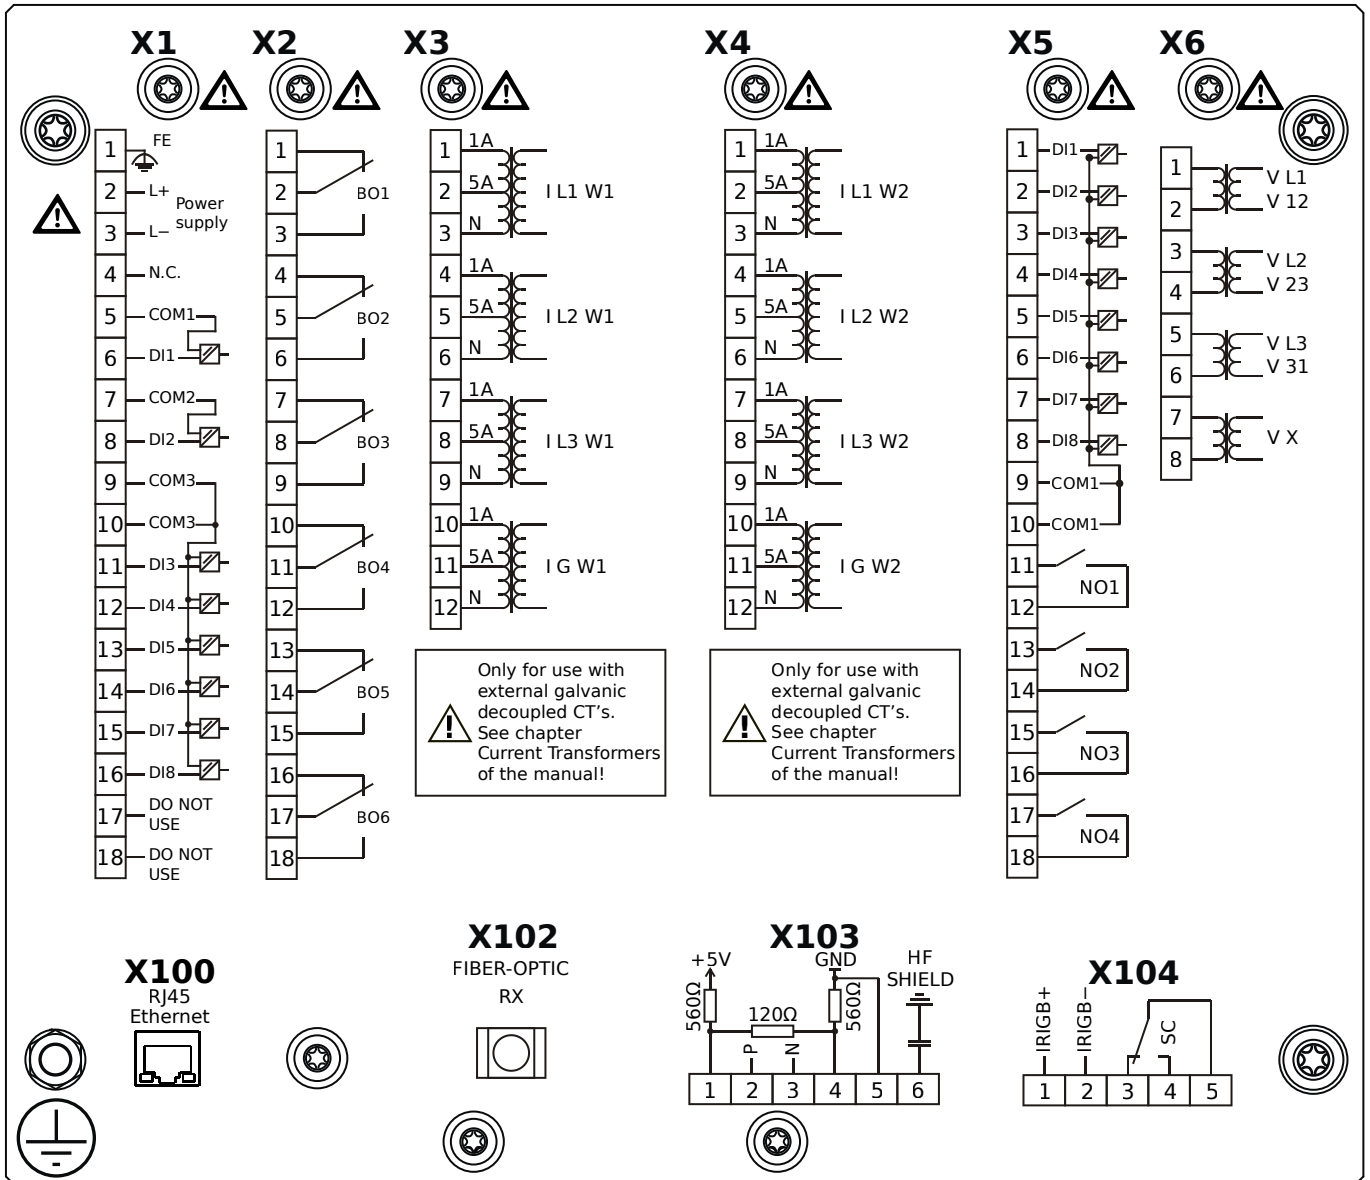 X1
X2
X3
X4
X5
X6
1
FE
2
L+
Power
supply
3
L−
4
N.C.
5
COM1
6
DI1
7
COM2
8
DI2
9
COM3
10
COM3
11
DI3
12
DI4
13
DI5
14
DI6
15
DI7
16
DI8
17
DO NOT
USE
18
DO NOT
USE
1
2
BO1
3
4
5
BO2
6
7
8
BO3
9
10
11
BO4
12
13
14
BO5
15
16
17
BO6
18
1
1A
2
5A
I L1 W1
3
N
4
1A
5
5A
I L2 W1
6
N
7
1A
8
5A
I L3 W1
9
N
10
1A
11
5A
I G W1
12
N
Only for use with
external galvanic
decoupled CT's.
See chapter
Current Transformers
of the manual!
1
1A
2
5A
I L1 W2
3
N
4
1A
5
5A
I L2 W2
6
N
7
1A
8
5A
I L3 W2
9
N
10
1A
11
5A
I G W2
12
N
Only for use with
external galvanic
decoupled CT's.
See chapter
Current Transformers
of the manual!
1
DI1
2
DI2
3
DI3
4
DI4
5
DI5
6
DI6
7
DI7
8
DI8
9
COM1
10
COM1
11
NO1
12
13
NO2
14
15
NO3
16
17
NO4
18
1
V L1
2
V 12
3
V L2
4
V 23
5
V L3
6
V 31
7
V X
8
X100
RJ45
Ethernet
X102
FIBER-OPTIC
RX
X103
+5V
GND
HF
SHIELD
560Ω
120Ω
560Ω
P
N
1 2 3 4 5 6
X104
IRIGB+
IRIGB−
SC
1 2 3 4 5